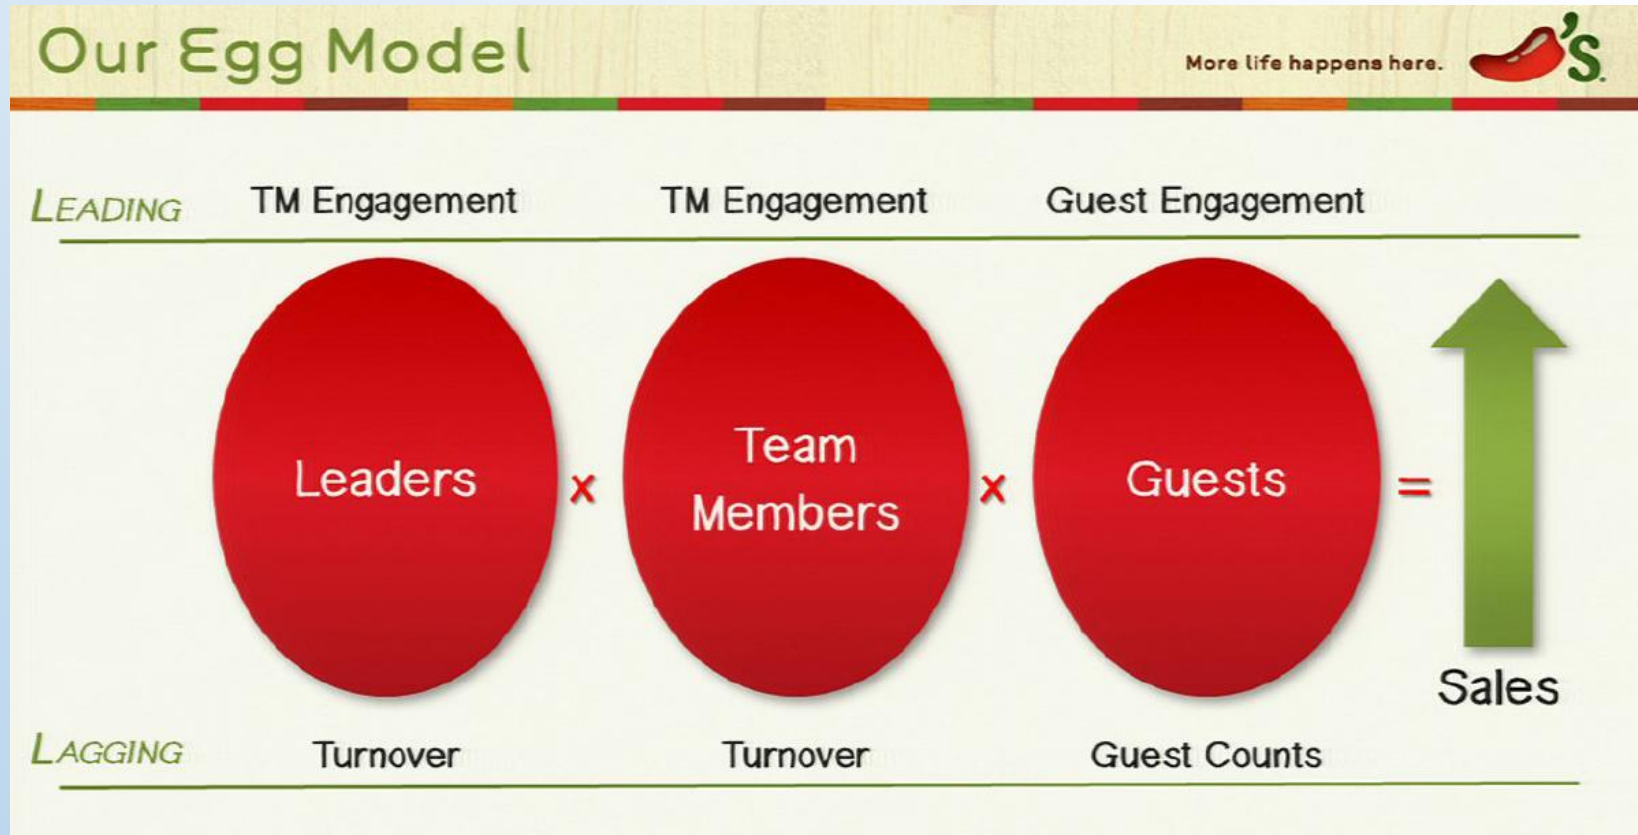 Our Egg Model
More life happens here.
's
LEADING
TM Engagement
TM Engagement
Guest Engagement
Leaders
x
Team
Members
x
Guests
=
Sales
LAGGING
Turnover
Turnover
Guest Counts